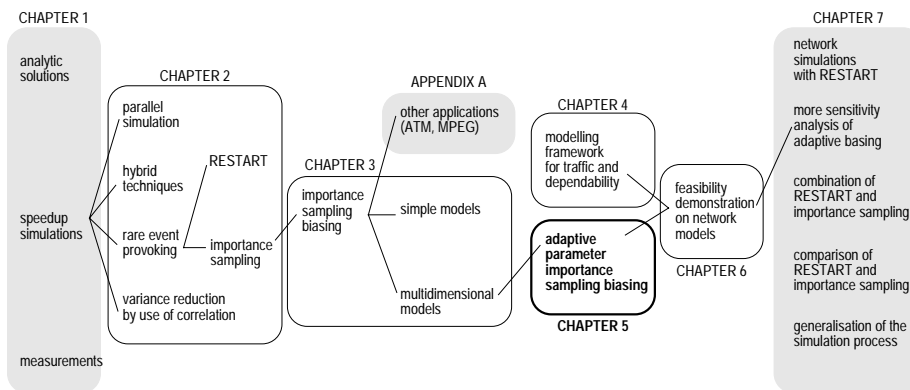 CHAPTER 1
analytic
solutions
speedup
simulations
measurements
CHAPTER 2
parallel
simulation
hybrid
techniques
RESTART
rare event
provoking
importance
sampling
variance reduction
by use of correlation
CHAPTER 3
importance
sampling
biasing
APPENDIX A
other applications
(ATM, MPEG)
simple models
multidimensional
models
CHAPTER 4
modelling
framework
for traffic and
dependability
adaptive
parameter
importance
sampling biasing
CHAPTER 5
feasibility
demonstration
on network
models
CHAPTER 6
CHAPTER 7
network
simulations
with RESTART
more sensitivity
analysis of
adaptive basing
combination of
RESTART and
importance sampling
comparison of
RESTART and
importance sampling
generalisation of the
simulation process